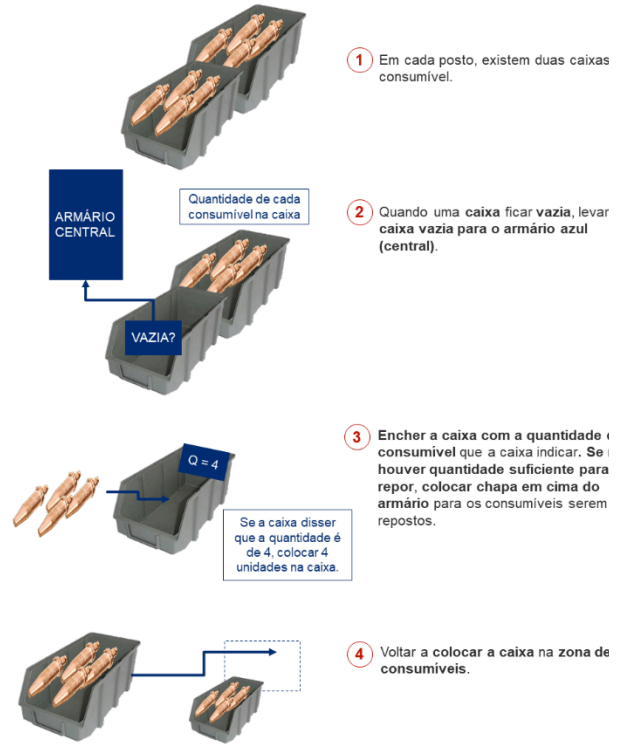 1 Em cada posto, existem duas caixas
consumível.
ARMÁRIO
CENTRAL
Quantidade de cada
consumível na caixa
VAZIA?
2 Quando uma caixa ficar vazia, levar
caixa vazia para o armário azul
(central).
3 Encher a caixa com a quantidade
consumível que a caixa indicar. Se
houver quantidade suficiente para
repor, colocar chapa em cima do
armário para os consumíveis serem
repostos.
Q = 4
Se a caixa disser
que a quantidade é
de 4, colocar 4
unidades na caixa.
4 Voltar a colocar a caixa na zona de
consumíveis.